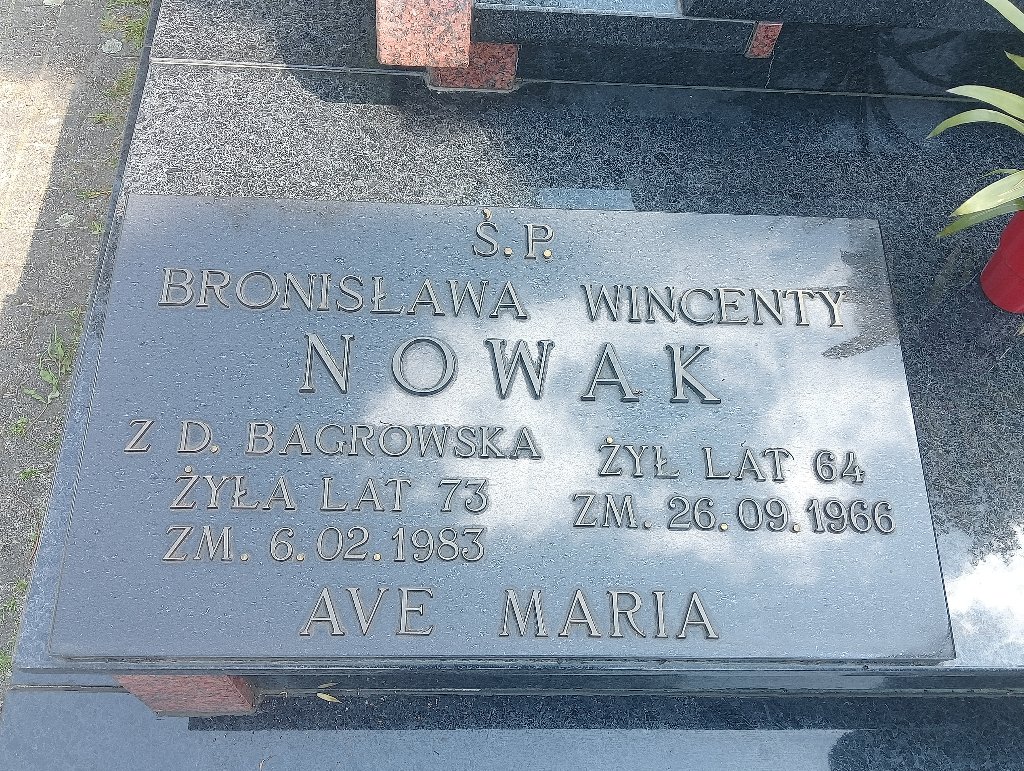 Ś.P.
BRONISŁAWA WINCENTY
NOWAK
Z D. BAGROWSKA
ŻYŁA LAT 73
ZM. 6.02.1983
ŻYŁ LAT 64
ZM. 26.09.1966
AVE MARIA